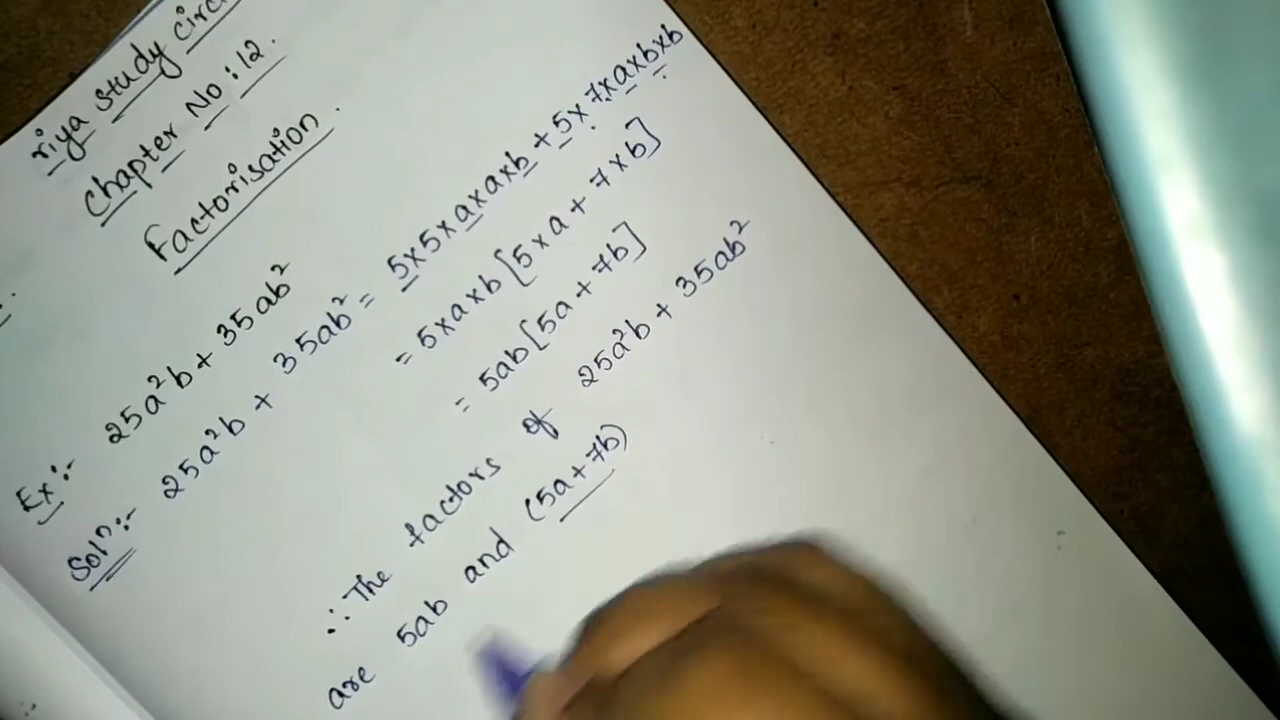 riya study circ
Chapter No : 12.
Factorisation.
Ex :- 25a²b + 35ab²
Solⁿ :- 25a²b + 35ab² = 5×5×a×a×b + 5×7×a×b×b
= 5×a×b[5×a + 7×b]
= 5ab[5a + 7b]
∴ The factors of 25a²b + 35ab²
are 5ab and (5a + 7b)